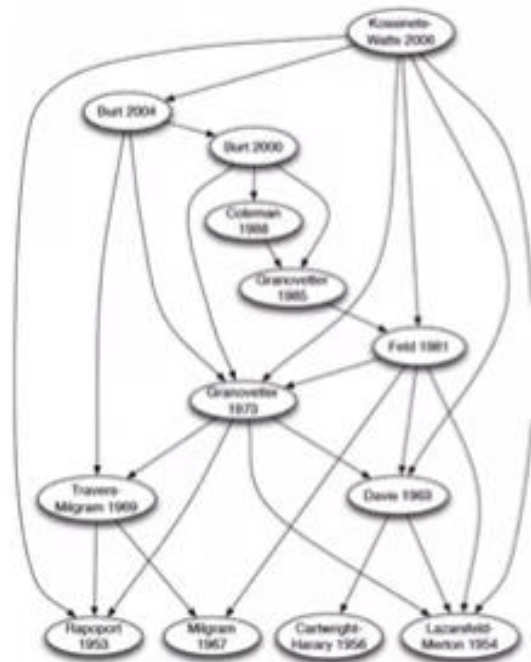 Kossinets-
Watts 2006
Burt 2004
Burt 2000
Coleman
1988
Granovetter
1985
Feld 1981
Granovetter
1973
Travers-
Milgram 1969
Davis 1963
Rapoport
1953
Milgram
1967
Cartwright-
Harary 1956
Lazarsfeld-
Merton 1954